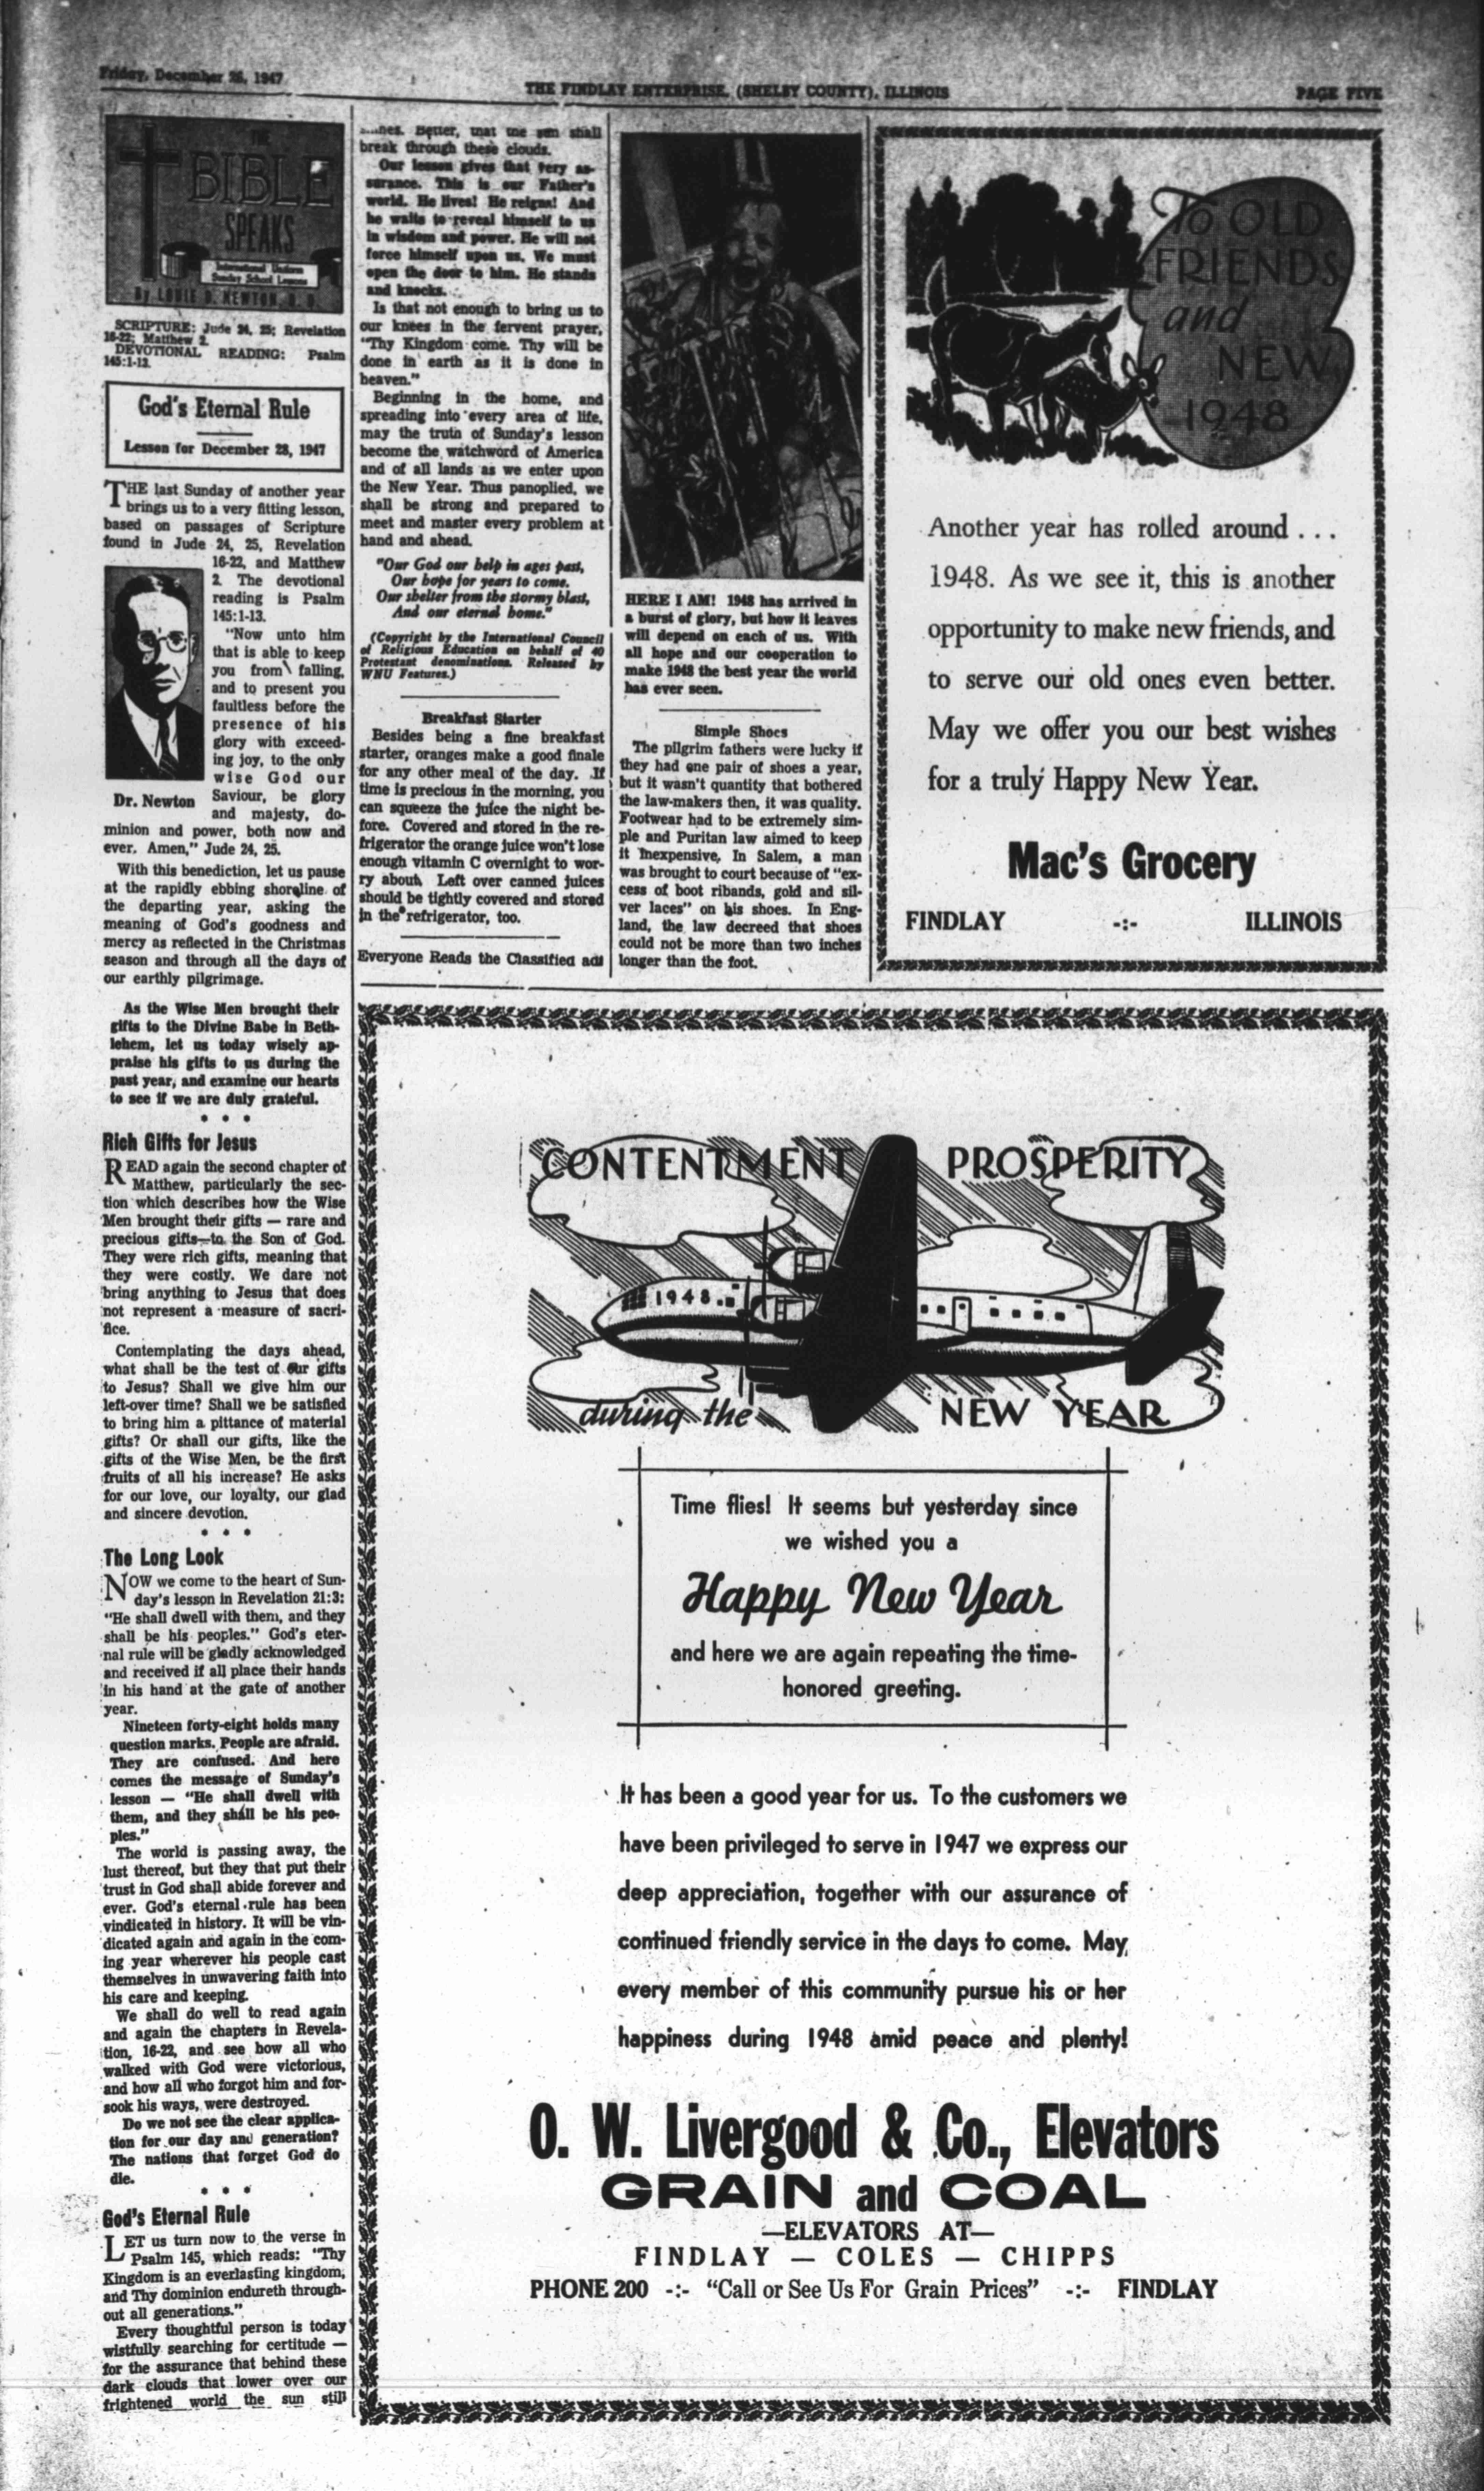 Friday, December 26, 1947
THE FINDLAY ENTERPRISE, (SHELBY COUNTY), ILLINOIS
PAGE FIVE
THE
BIBLE
SPEAKS
International Uniform
Sunday School Lessons
By LOUIE D. NEWTON, D. D.
SCRIPTURE: Jude 24, 25; Revelation
16-22; Matthew 2.
DEVOTIONAL READING: Psalm
145:1-13.
God's Eternal Rule
Lesson for December 28, 1947
THE last Sunday of another year
brings us to a very fitting lesson,
based on passages of Scripture
found in Jude 24, 25, Revelation
16-22, and Matthew
2. The devotional
reading is Psalm
145:1-13.
"Now unto him
that is able to keep
you from falling,
and to present you
faultless before the
presence of his
glory with exceed-
ing joy, to the only
wise God our
Saviour, be glory
and majesty, do-
Dr. Newton
minion and power, both now and
ever. Amen," Jude 24, 25.
With this benediction, let us pause
at the rapidly ebbing shoreline of
the departing year, asking the
meaning of God's goodness and
mercy as reflected in the Christmas
season and through all the days of
our earthly pilgrimage.
As the Wise Men brought their
gifts to the Divine Babe in Beth-
lehem, let us today wisely ap-
praise his gifts to us during the
past year, and examine our hearts
to see if we are duly grateful.
* * *
Rich Gifts for Jesus
READ again the second chapter of
Matthew, particularly the sec-
tion which describes how the Wise
Men brought their gifts — rare and
precious gifts—to the Son of God.
They were rich gifts, meaning that
they were costly. We dare not
bring anything to Jesus that does
not represent a measure of sacri-
fice.
Contemplating the days ahead,
what shall be the test of our gifts
to Jesus? Shall we give him our
left-over time? Shall we be satisfied
to bring him a pittance of material
gifts? Or shall our gifts, like the
gifts of the Wise Men, be the first
fruits of all his increase? He asks
for our love, our loyalty, our glad
and sincere devotion.
* * *
The Long Look
NOW we come to the heart of Sun-
day's lesson in Revelation 21:3:
"He shall dwell with them, and they
shall be his peoples." God's eter-
nal rule will be gladly acknowledged
and received if all place their hands
in his hand at the gate of another
year.
Nineteen forty-eight holds many
question marks. People are afraid.
They are confused. And here
comes the message of Sunday's
lesson — "He shall dwell with
them, and they shall be his peo-
ples."
The world is passing away, the
lust thereof, but they that put their
trust in God shall abide forever and
ever. God's eternal rule has been
vindicated in history. It will be vin-
dicated again and again in the com-
ing year wherever his people cast
themselves in unwavering faith into
his care and keeping.
We shall do well to read again
and again the chapters in Revela-
tion, 16-22, and see how all who
walked with God were victorious,
and how all who forgot him and for-
sook his ways, were destroyed.
Do we not see the clear applica-
tion for our day and generation?
The nations that forget God do
die.
* * *
God's Eternal Rule
LET us turn now to the verse in
Psalm 145, which reads: "Thy
Kingdom is an everlasting kingdom,
and Thy dominion endureth through-
out all generations."
Every thoughtful person is today
wistfully searching for certitude —
for the assurance that behind these
dark clouds that lower over our
frightened world the sun still
Better, that the sun shall
break through these clouds.
Our lesson gives that very as-
surance. This is our Father's
world. He lives! He reigns! And
he waits to reveal himself to us
in wisdom and power. He will not
force himself upon us. We must
open the door to him. He stands
and knocks.
Is that not enough to bring us to
our knees in the fervent prayer,
"Thy Kingdom come. Thy will be
done in earth as it is done in
heaven."
Beginning in the home, and
spreading into every area of life,
may the truth of Sunday's lesson
become the watchword of America
and of all lands as we enter upon
the New Year. Thus panoplied, we
shall be strong and prepared to
meet and master every problem at
hand and ahead.
"Our God our help in ages past,
Our hope for years to come.
Our shelter from the stormy blast,
And our eternal home."
(Copyright by the International Council
of Religious Education on behalf of 40
Protestant denominations. Released by
WNU Features.)
Breakfast Starter
Besides being a fine breakfast
starter, oranges make a good finale
for any other meal of the day. If
time is precious in the morning, you
can squeeze the juice the night be-
fore. Covered and stored in the re-
frigerator the orange juice won't lose
enough vitamin C overnight to wor-
ry about. Left over canned juices
should be tightly covered and stored
in the refrigerator, too.
Everyone Reads the Classified ads
HERE I AM! 1948 has arrived in
a burst of glory, but how it leaves
will depend on each of us. With
all hope and our cooperation to
make 1948 the best year the world
has ever seen.
Simple Shoes
The pilgrim fathers were lucky if
they had one pair of shoes a year,
but it wasn't quantity that bothered
the law-makers then, it was quality.
Footwear had to be extremely sim-
ple and Puritan law aimed to keep
it inexpensive. In Salem, a man
was brought to court because of "ex-
cess of boot ribands, gold and sil-
ver laces" on his shoes. In Eng-
land, the law decreed that shoes
could not be more than two inches
longer than the foot.
To OLD
FRIENDS
and
NEW
1948
Another year has rolled around . . .
1948. As we see it, this is another
opportunity to make new friends, and
to serve our old ones even better.
May we offer you our best wishes
for a truly Happy New Year.
Mac's Grocery
FINDLAY -:- ILLINOIS
CONTENTMENT PROSPERITY
1948
during the NEW YEAR
Time flies! It seems but yesterday since
we wished you a
Happy New Year
and here we are again repeating the time-
honored greeting.
It has been a good year for us. To the customers we
have been privileged to serve in 1947 we express our
deep appreciation, together with our assurance of
continued friendly service in the days to come. May
every member of this community pursue his or her
happiness during 1948 amid peace and plenty!
O. W. Livergood & Co., Elevators
GRAIN and COAL
—ELEVATORS AT—
FINDLAY — COLES — CHIPPS
PHONE 200 -:- "Call or See Us For Grain Prices" -:- FINDLAY